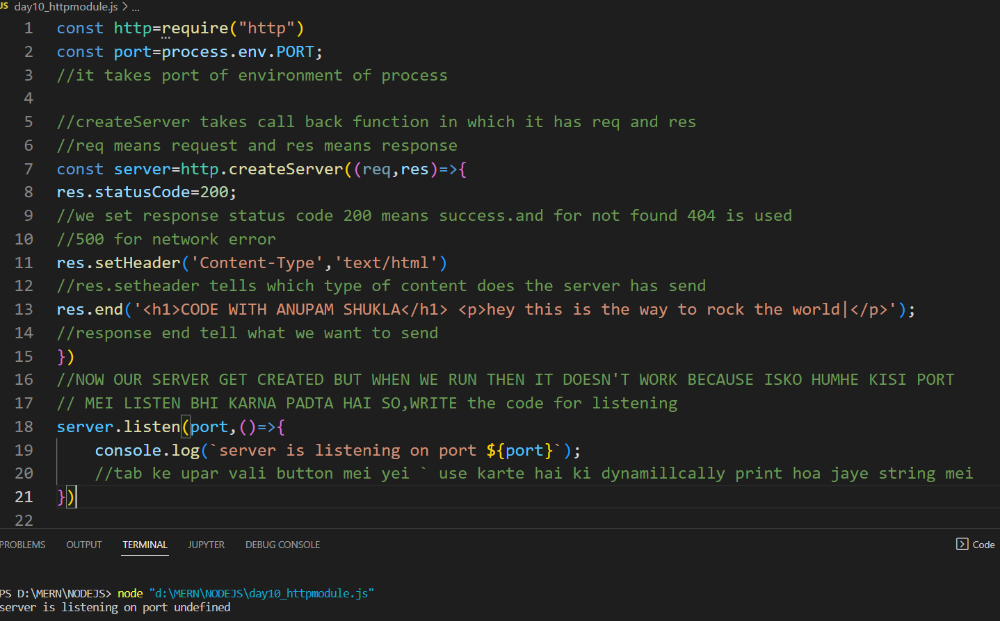 JS day10_httpmodule.js > ...
1 const http=require("http")
2 const port=process.env.PORT;
3 //it takes port of environment of process
4
5 //createServer takes call back function in which it has req and res
6 //req means request and res means response
7 const server=http.createServer((req,res)=>{
8 res.statusCode=200;
9 //we set response status code 200 means success.and for not found 404 is used
10 //500 for network error
11 res.setHeader('Content-Type','text/html')
12 //res.setheader tells which type of content does the server has send
13 res.end('<h1>CODE WITH ANUPAM SHUKLA</h1> <p>hey this is the way to rock the world|</p>');
14 //response end tell what we want to send
15 })
16 //NOW OUR SERVER GET CREATED BUT WHEN WE RUN THEN IT DOESN'T WORK BECAUSE ISKO HUMHE KISI PORT
17 // MEI LISTEN BHI KARNA PADTA HAI SO,WRITE the code for listening
18 server.listen(port,()=>{
19 console.log(`server is listening on port ${port}`);
20 //tab ke upar vali button mei yei ` use karte hai ki dynamillcally print hoa jaye string mei
21 })
22
PROBLEMS OUTPUT TERMINAL JUPYTER DEBUG CONSOLE Code
PS D:\MERN\NODEJS> node "d:\MERN\NODEJS\day10_httpmodule.js"
server is listening on port undefined